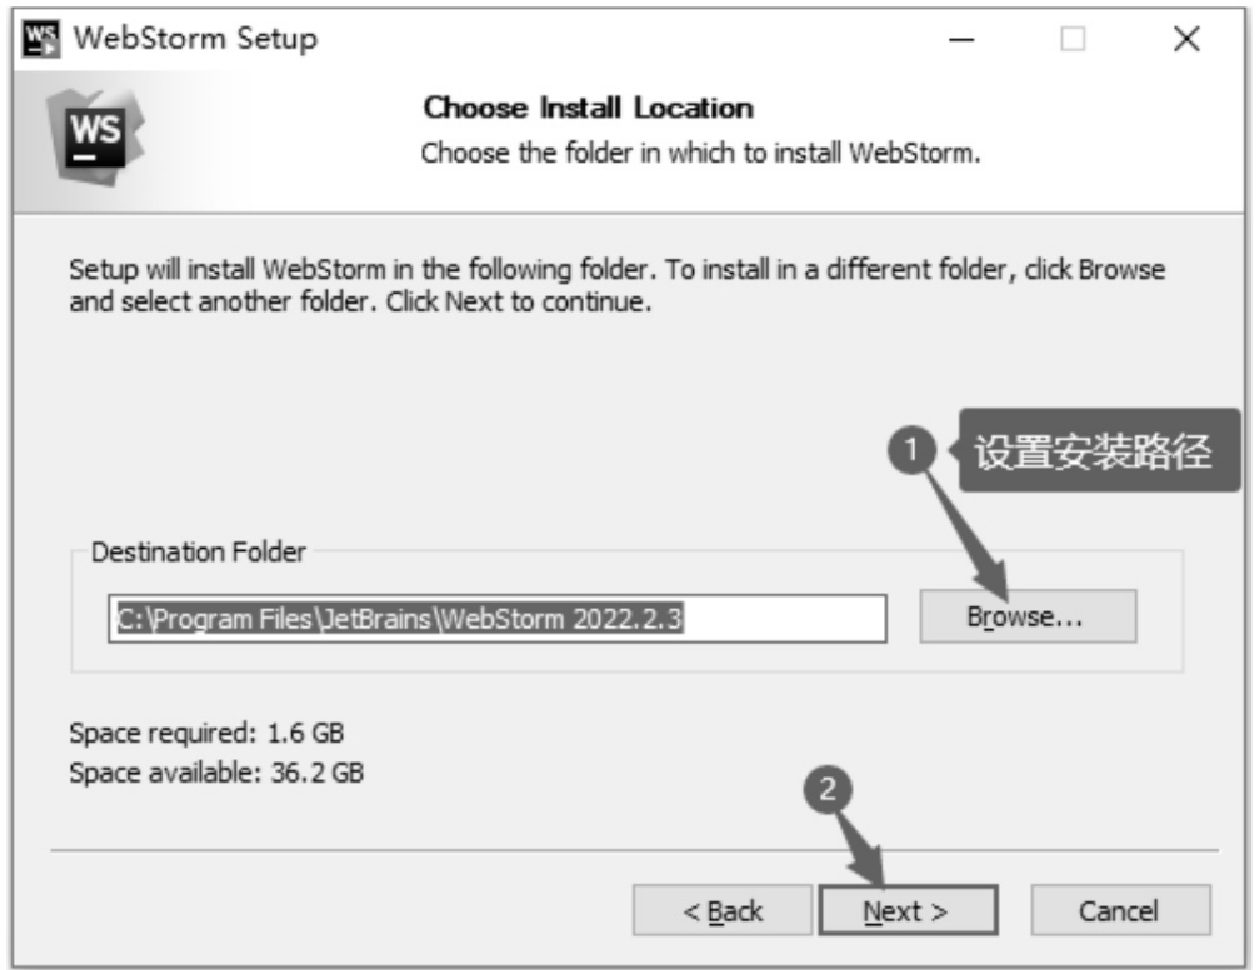 WS
WebStorm Setup
WS
Choose Install Location
Choose the folder in which to install WebStorm.
Setup will install WebStorm in the following folder. To install in a different folder, click Browse
and select another folder. Click Next to continue.
1
设置安装路径
Destination Folder
C:\Program Files\JetBrains\WebStorm 2022.2.3
Browse...
Space required: 1.6 GB
Space available: 36.2 GB
2
< Back
Next >
Cancel